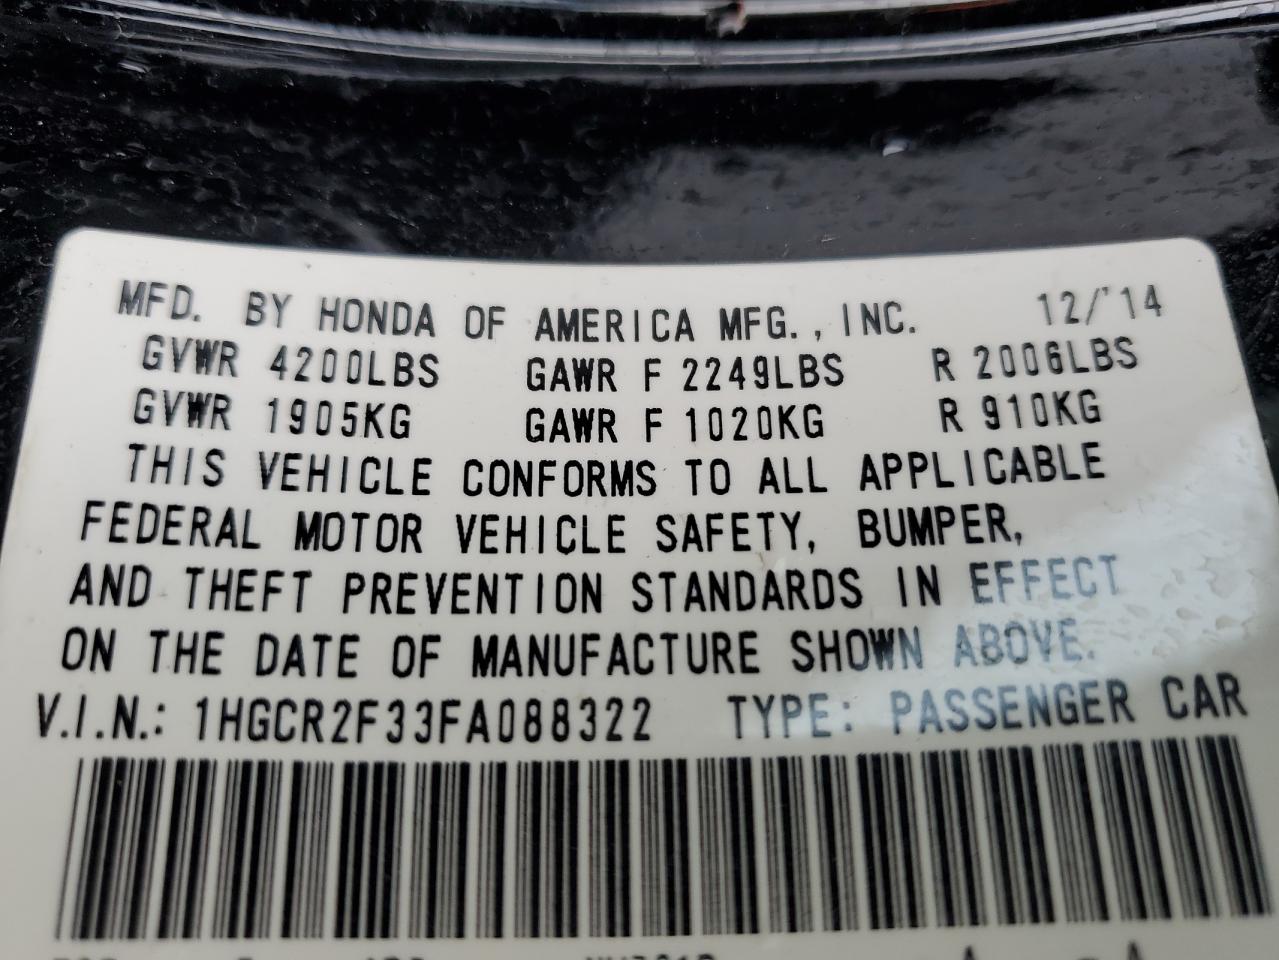 MFD. BY HONDA OF AMERICA MFG., INC. 12/'14
GVWR 4200LBS GAWR F 2249LBS R 2006LBS
GVWR 1905KG GAWR F 1020KG R 910KG
THIS VEHICLE CONFORMS TO ALL APPLICABLE
FEDERAL MOTOR VEHICLE SAFETY, BUMPER,
AND THEFT PREVENTION STANDARDS IN EFFECT
ON THE DATE OF MANUFACTURE SHOWN ABOVE.
V.I.N.: 1HGCR2F33FA088322 TYPE: PASSENGER CAR